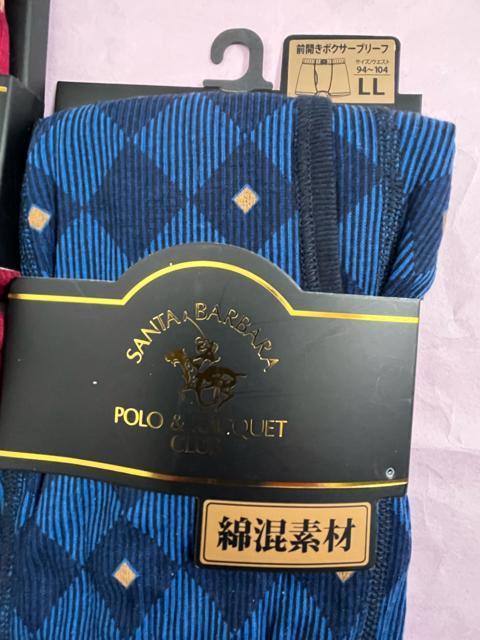 前開きボクサーブリーフ
サイズ/ウエスト
94~104
LL
SANTA BARBARA
POLO & RACQUET
CLUB
綿混素材